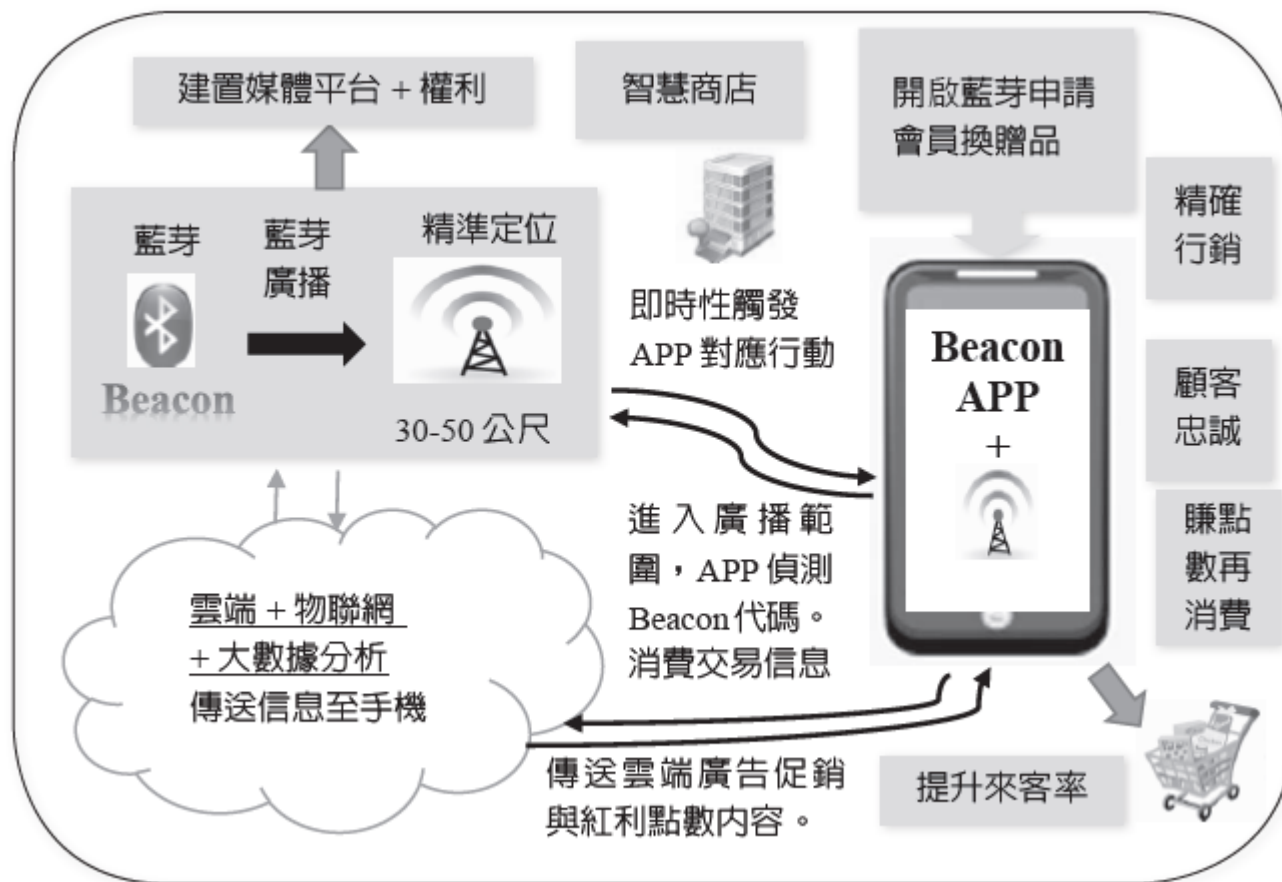 建置媒體平台 + 權利
智慧商店
開啟藍芽申請
會員換贈品
藍芽
Beacon
藍芽
廣播
精準定位
30-50 公尺
即時性觸發
APP 對應行動
Beacon
APP
+
精確
行銷
顧客
忠誠
賺點
數再
消費
進入廣播範
圍，APP 偵測
Beacon 代碼。
消費交易信息
雲端 + 物聯網
+ 大數據分析
傳送信息至手機
傳送雲端廣告促銷
與紅利點數內容。
提升來客率